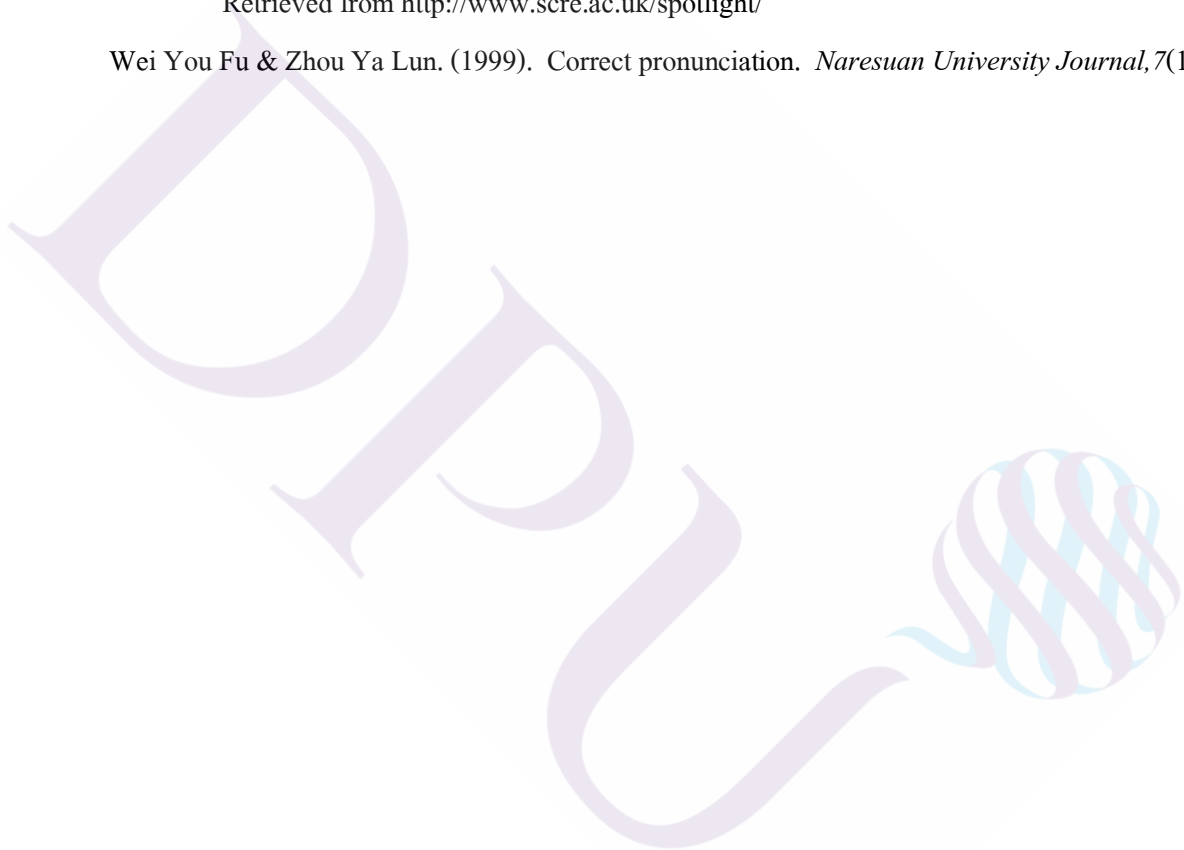 Retrieved from http://www.scre.ac.uk/spotlight/
Wei You Fu & Zhou Ya Lun. (1999).  Correct pronunciation.  Naresuan University Journal,7(1
DPU